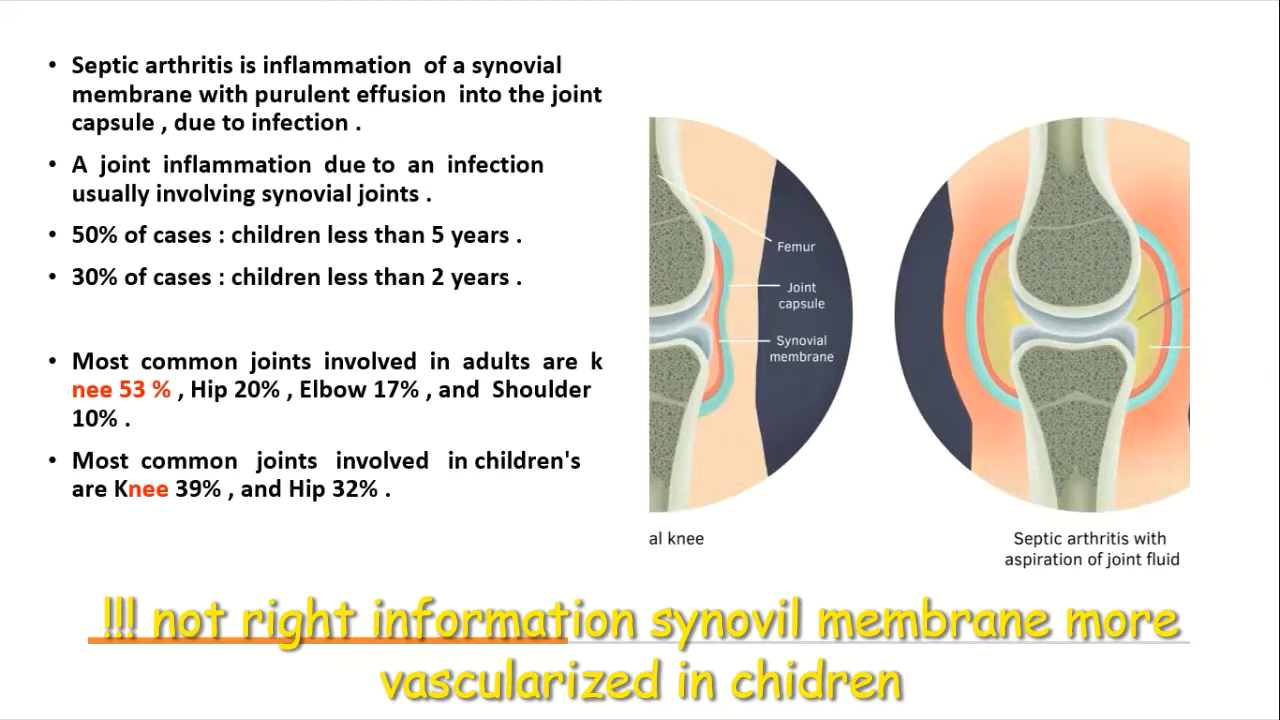 • Septic arthritis is inflammation of a synovial
membrane with purulent effusion into the joint
capsule , due to infection .
• A joint inflammation due to an infection
usually involving synovial joints .
• 50% of cases : children less than 5 years .
• 30% of cases : children less than 2 years .
• Most common joints involved in adults are k
nee 53 % , Hip 20% , Elbow 17% , and Shoulder
10% .
• Most common joints involved in children's
are Knee 39% , and Hip 32% .
Femur
Joint
capsule
Synovial
membrane
al knee
Septic arthritis with
aspiration of joint fluid
!!! not right information synovil membrane more
vascularized in chidren